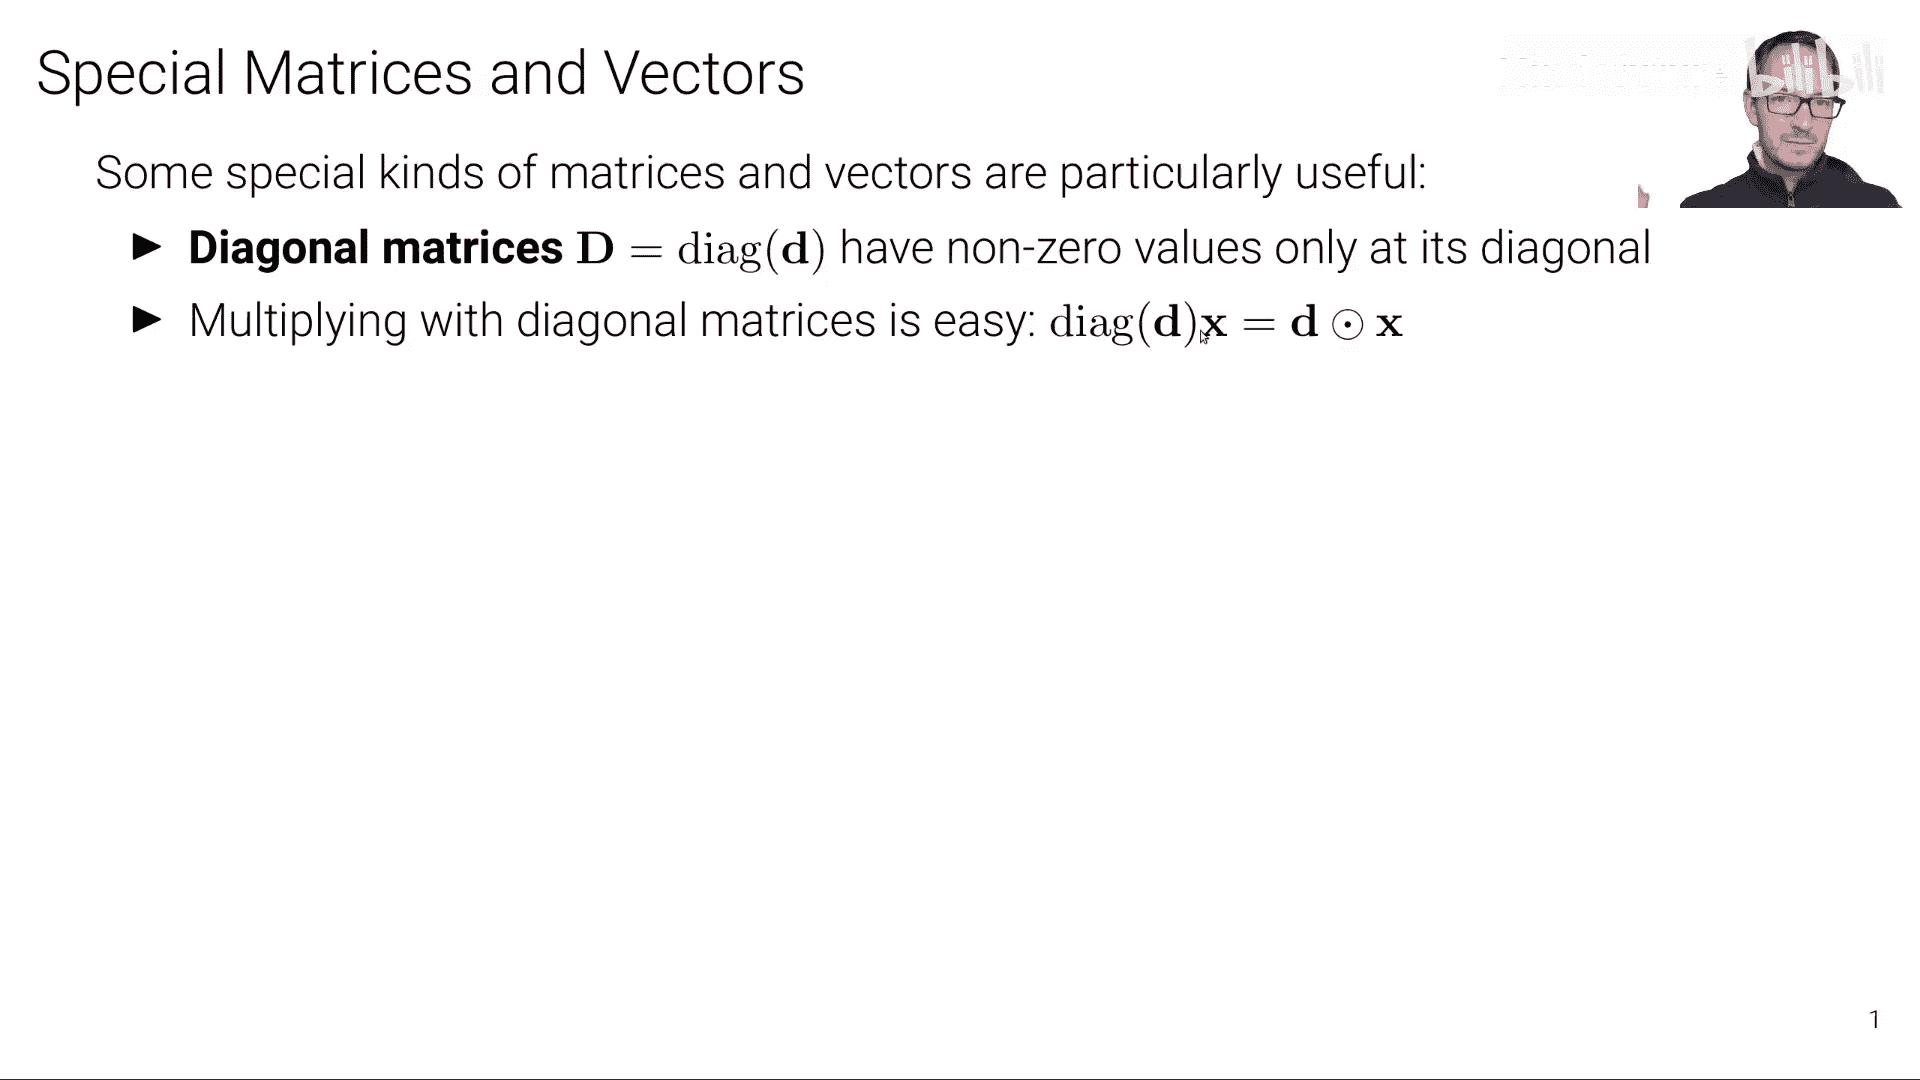 Special Matrices and Vectors
bilibili
Some special kinds of matrices and vectors are particularly useful:
▶ Diagonal matrices D = diag(d) have non-zero values only at its diagonal
▶ Multiplying with diagonal matrices is easy: diag(d)x = d ⊙ x
1